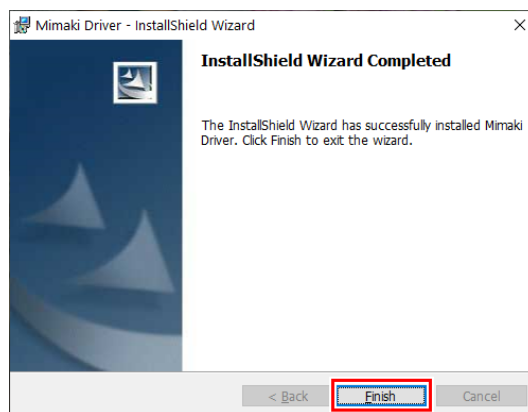 Mimaki Driver - InstallShield Wizard
InstallShield Wizard Completed
The InstallShield Wizard has successfully installed Mimaki
Driver. Click Finish to exit the wizard.
< Back Finish Cancel